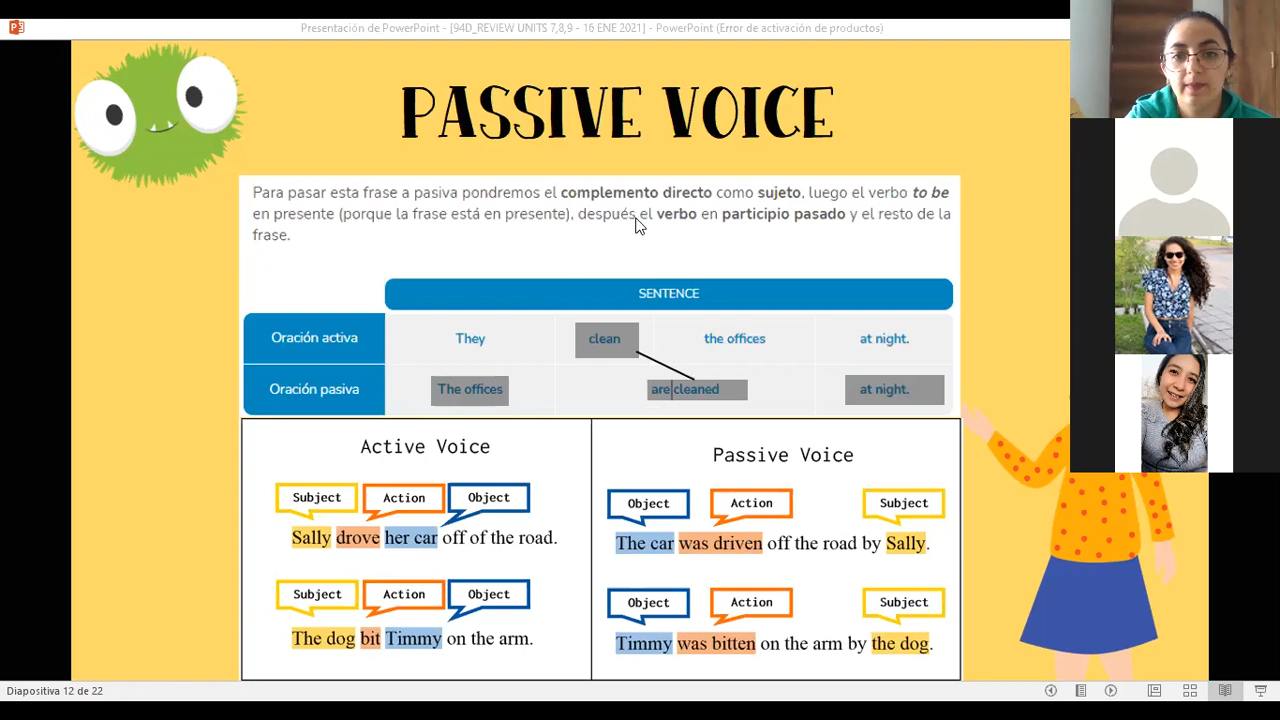 Presentación de PowerPoint - [94D_REVIEW UNITS 7,8,9 - 16 ENE 2021] - PowerPoint (Error de activación de productos)
PASSIVE VOICE
Para pasar esta frase a pasiva pondremos el complemento directo como sujeto, luego el verbo to be
en presente (porque la frase está en presente), después el verbo en participio pasado y el resto de la
frase.
SENTENCE
Oración activa They clean the offices at night.
Oración pasiva The offices are cleaned at night.
Active Voice
Subject Action Object
Sally drove her car off of the road.
Subject Action Object
The dog bit Timmy on the arm.
Passive Voice
Object Action Subject
The car was driven off the road by Sally.
Object Action Subject
Timmy was bitten on the arm by the dog.
Diapositiva 12 de 22